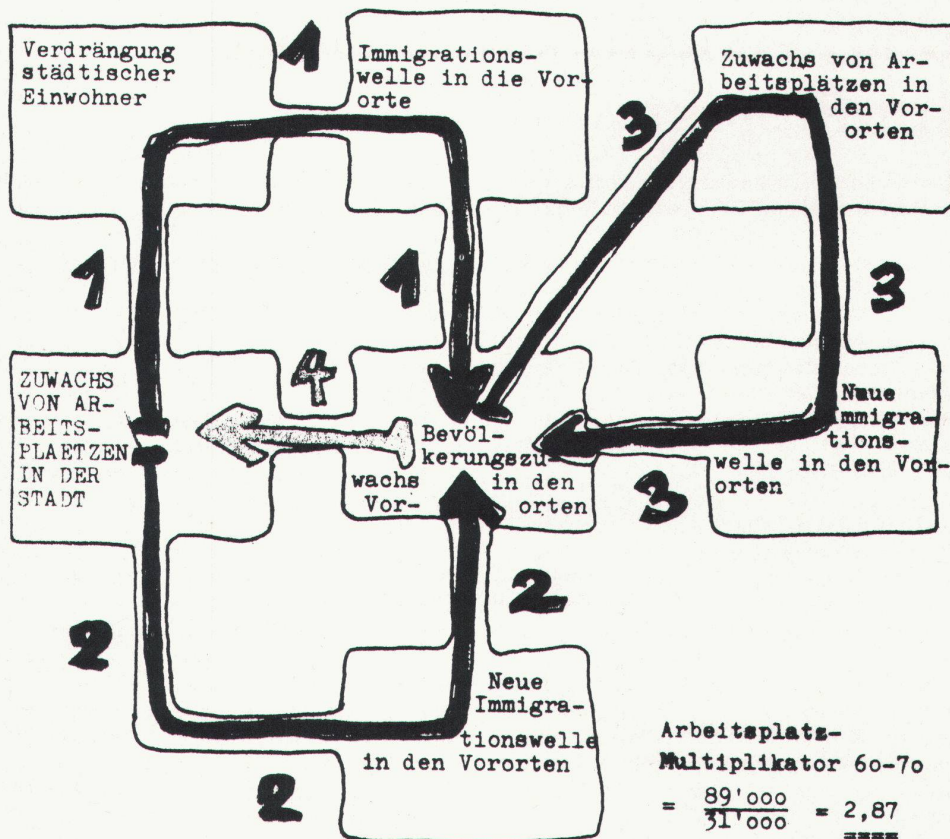 Verdrängung
städtischer
Einwohner
1
Immigrations-
welle in die Vor-
orte
Zuwachs von Ar-
beitsplätzen in
den Vor-
orten
3
1
1
3
ZUWACHS
VON AR-
BEITS-
PLAETZEN
IN DER
STADT
4
Bevöl-
kerungszu-
wachs in den
Vor- orten
Neue
Immigra-
tions-
welle in den Vor-
orten
3
2
2
Neue
Immigra-
tionswelle
in den Vororten
2
Arbeitsplatz-
Multiplikator 6o-7o
= 89'ooo / 31'ooo = 2,87
====